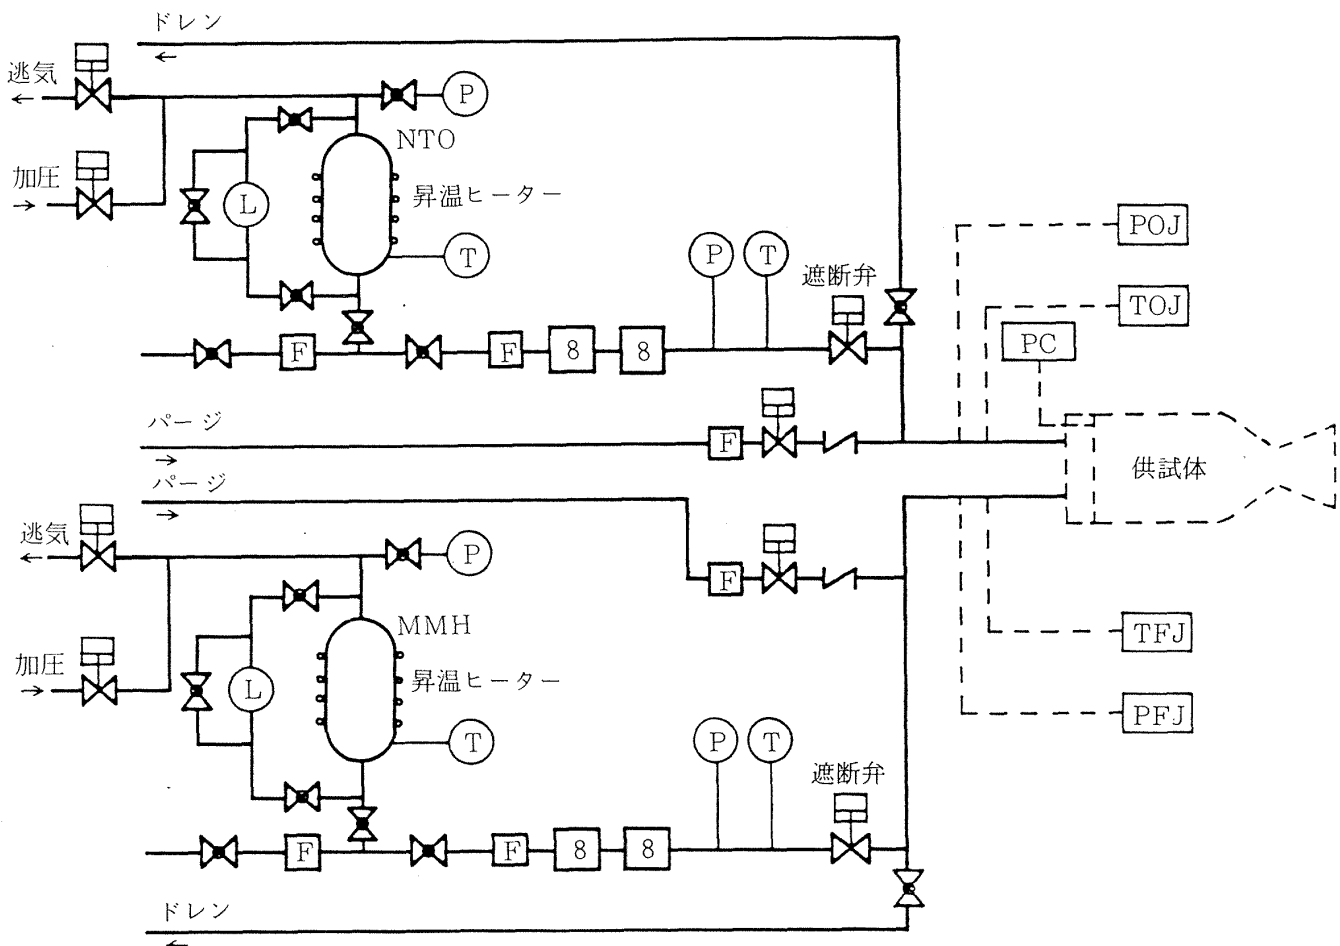 ドレン
逃気
P
NTO
加圧
L
昇温ヒーター
T
P
T
遮断弁
POJ
TOJ
PC
F
F
8
8
パージ
F
供試体
パージ
逃気
P
F
MMH
加圧
L
昇温ヒーター
TFJ
T
P
T
PFJ
遮断弁
F
F
8
8
ドレン